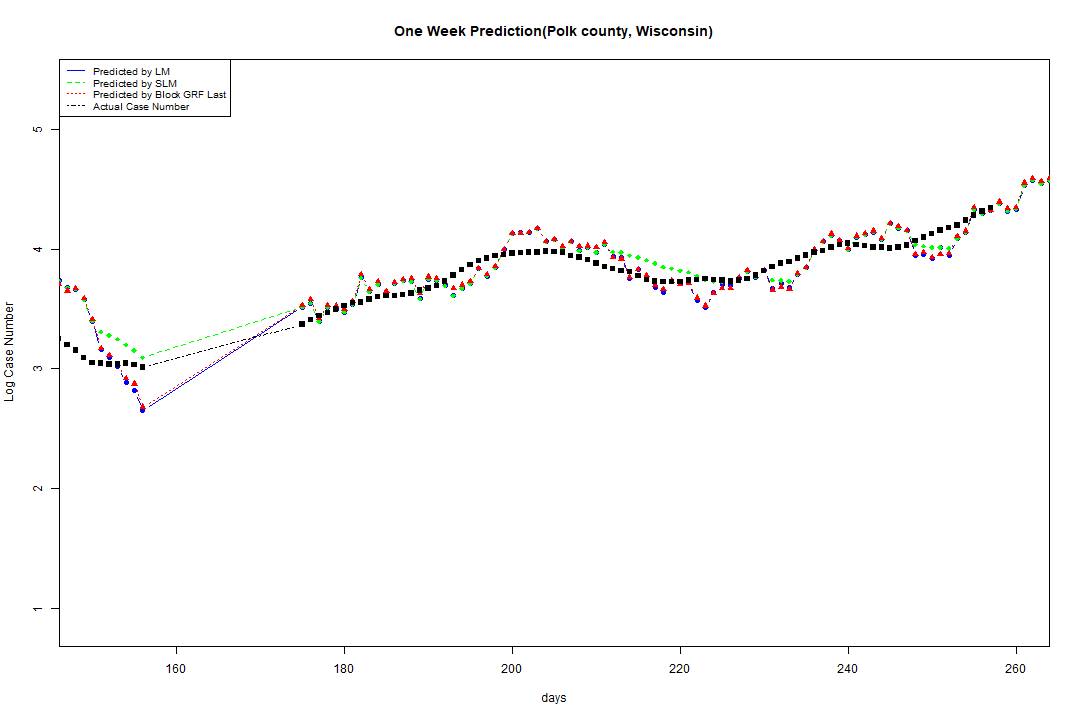 One Week Prediction(Polk county, Wisconsin)
Predicted by LM
Predicted by SLM
Predicted by Block GRF Last
Actual Case Number
5
4
3
2
1
Log Case Number
160 180 200 220 240 260
days